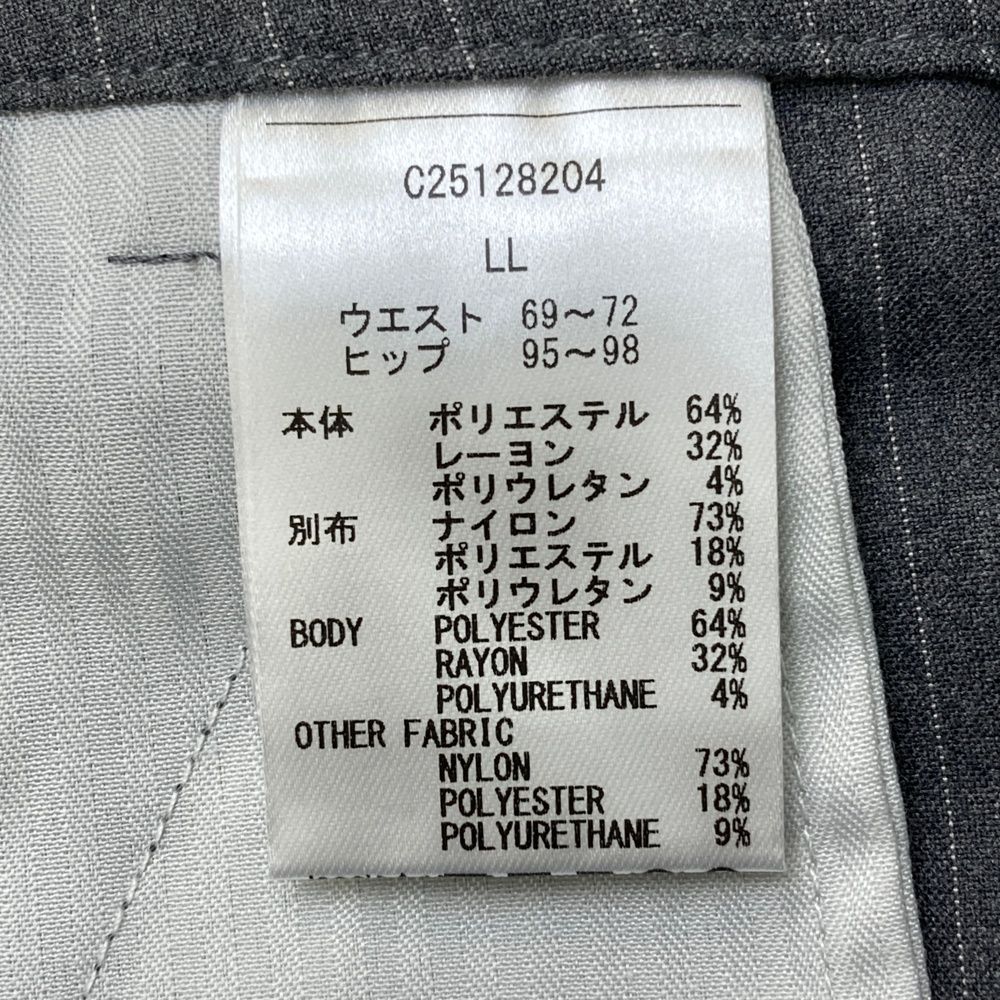 C25128204
LL
ウエスト 69～72
ヒップ 95～98
本体 ポリエステル 64%
レーヨン 32%
ポリウレタン 4%
別布 ナイロン 73%
ポリエステル 18%
ポリウレタン 9%
BODY POLYESTER 64%
RAYON 32%
POLYURETHANE 4%
OTHER FABRIC
NYLON 73%
POLYESTER 18%
POLYURETHANE 9%